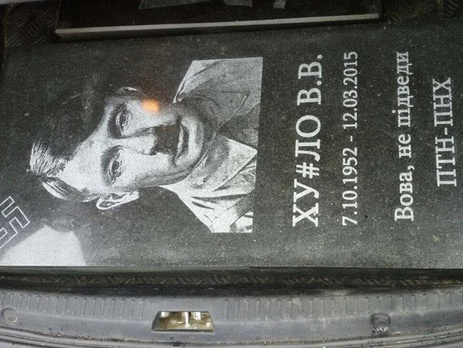 ХУ#ЛО В.В.
7.10.1952 - 12.03.2015
Вова, не підведи
ПТН-ПНХ